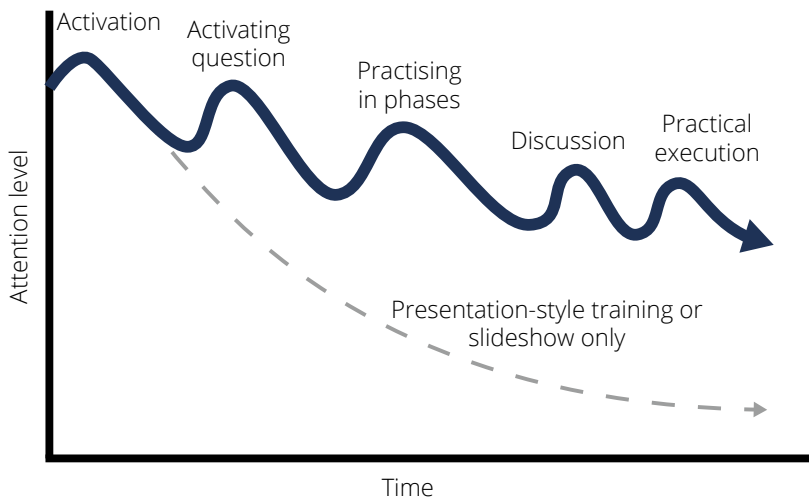 Activation
Activating
question
Practising
in phases
Discussion
Practical
execution
Attention level
Presentation-style training or
slideshow only
Time